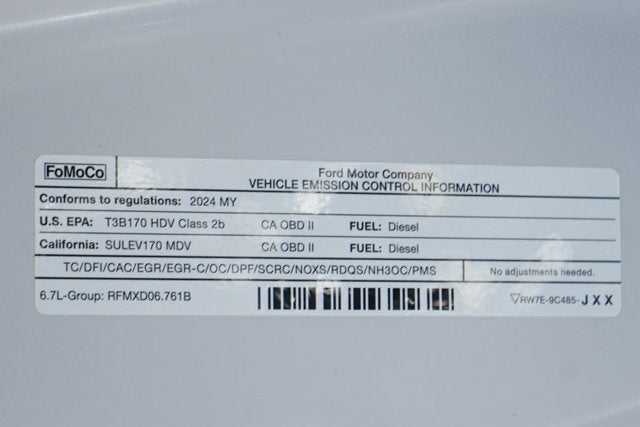 FoMoCo
Ford Motor Company
VEHICLE EMISSION CONTROL INFORMATION
Conforms to regulations: 2024 MY
U.S. EPA: T3B170 HDV Class 2b CA OBD II FUEL: Diesel
California: SULEV170 MDV CA OBD II FUEL: Diesel
TC/DFI/CAC/EGR/EGR-C/OC/DPF/SCRC/NOXS/RDQS/NH3OC/PMS No adjustments needed.
6.7L-Group: RFMXD06.761B RW7E-9C485-JXX